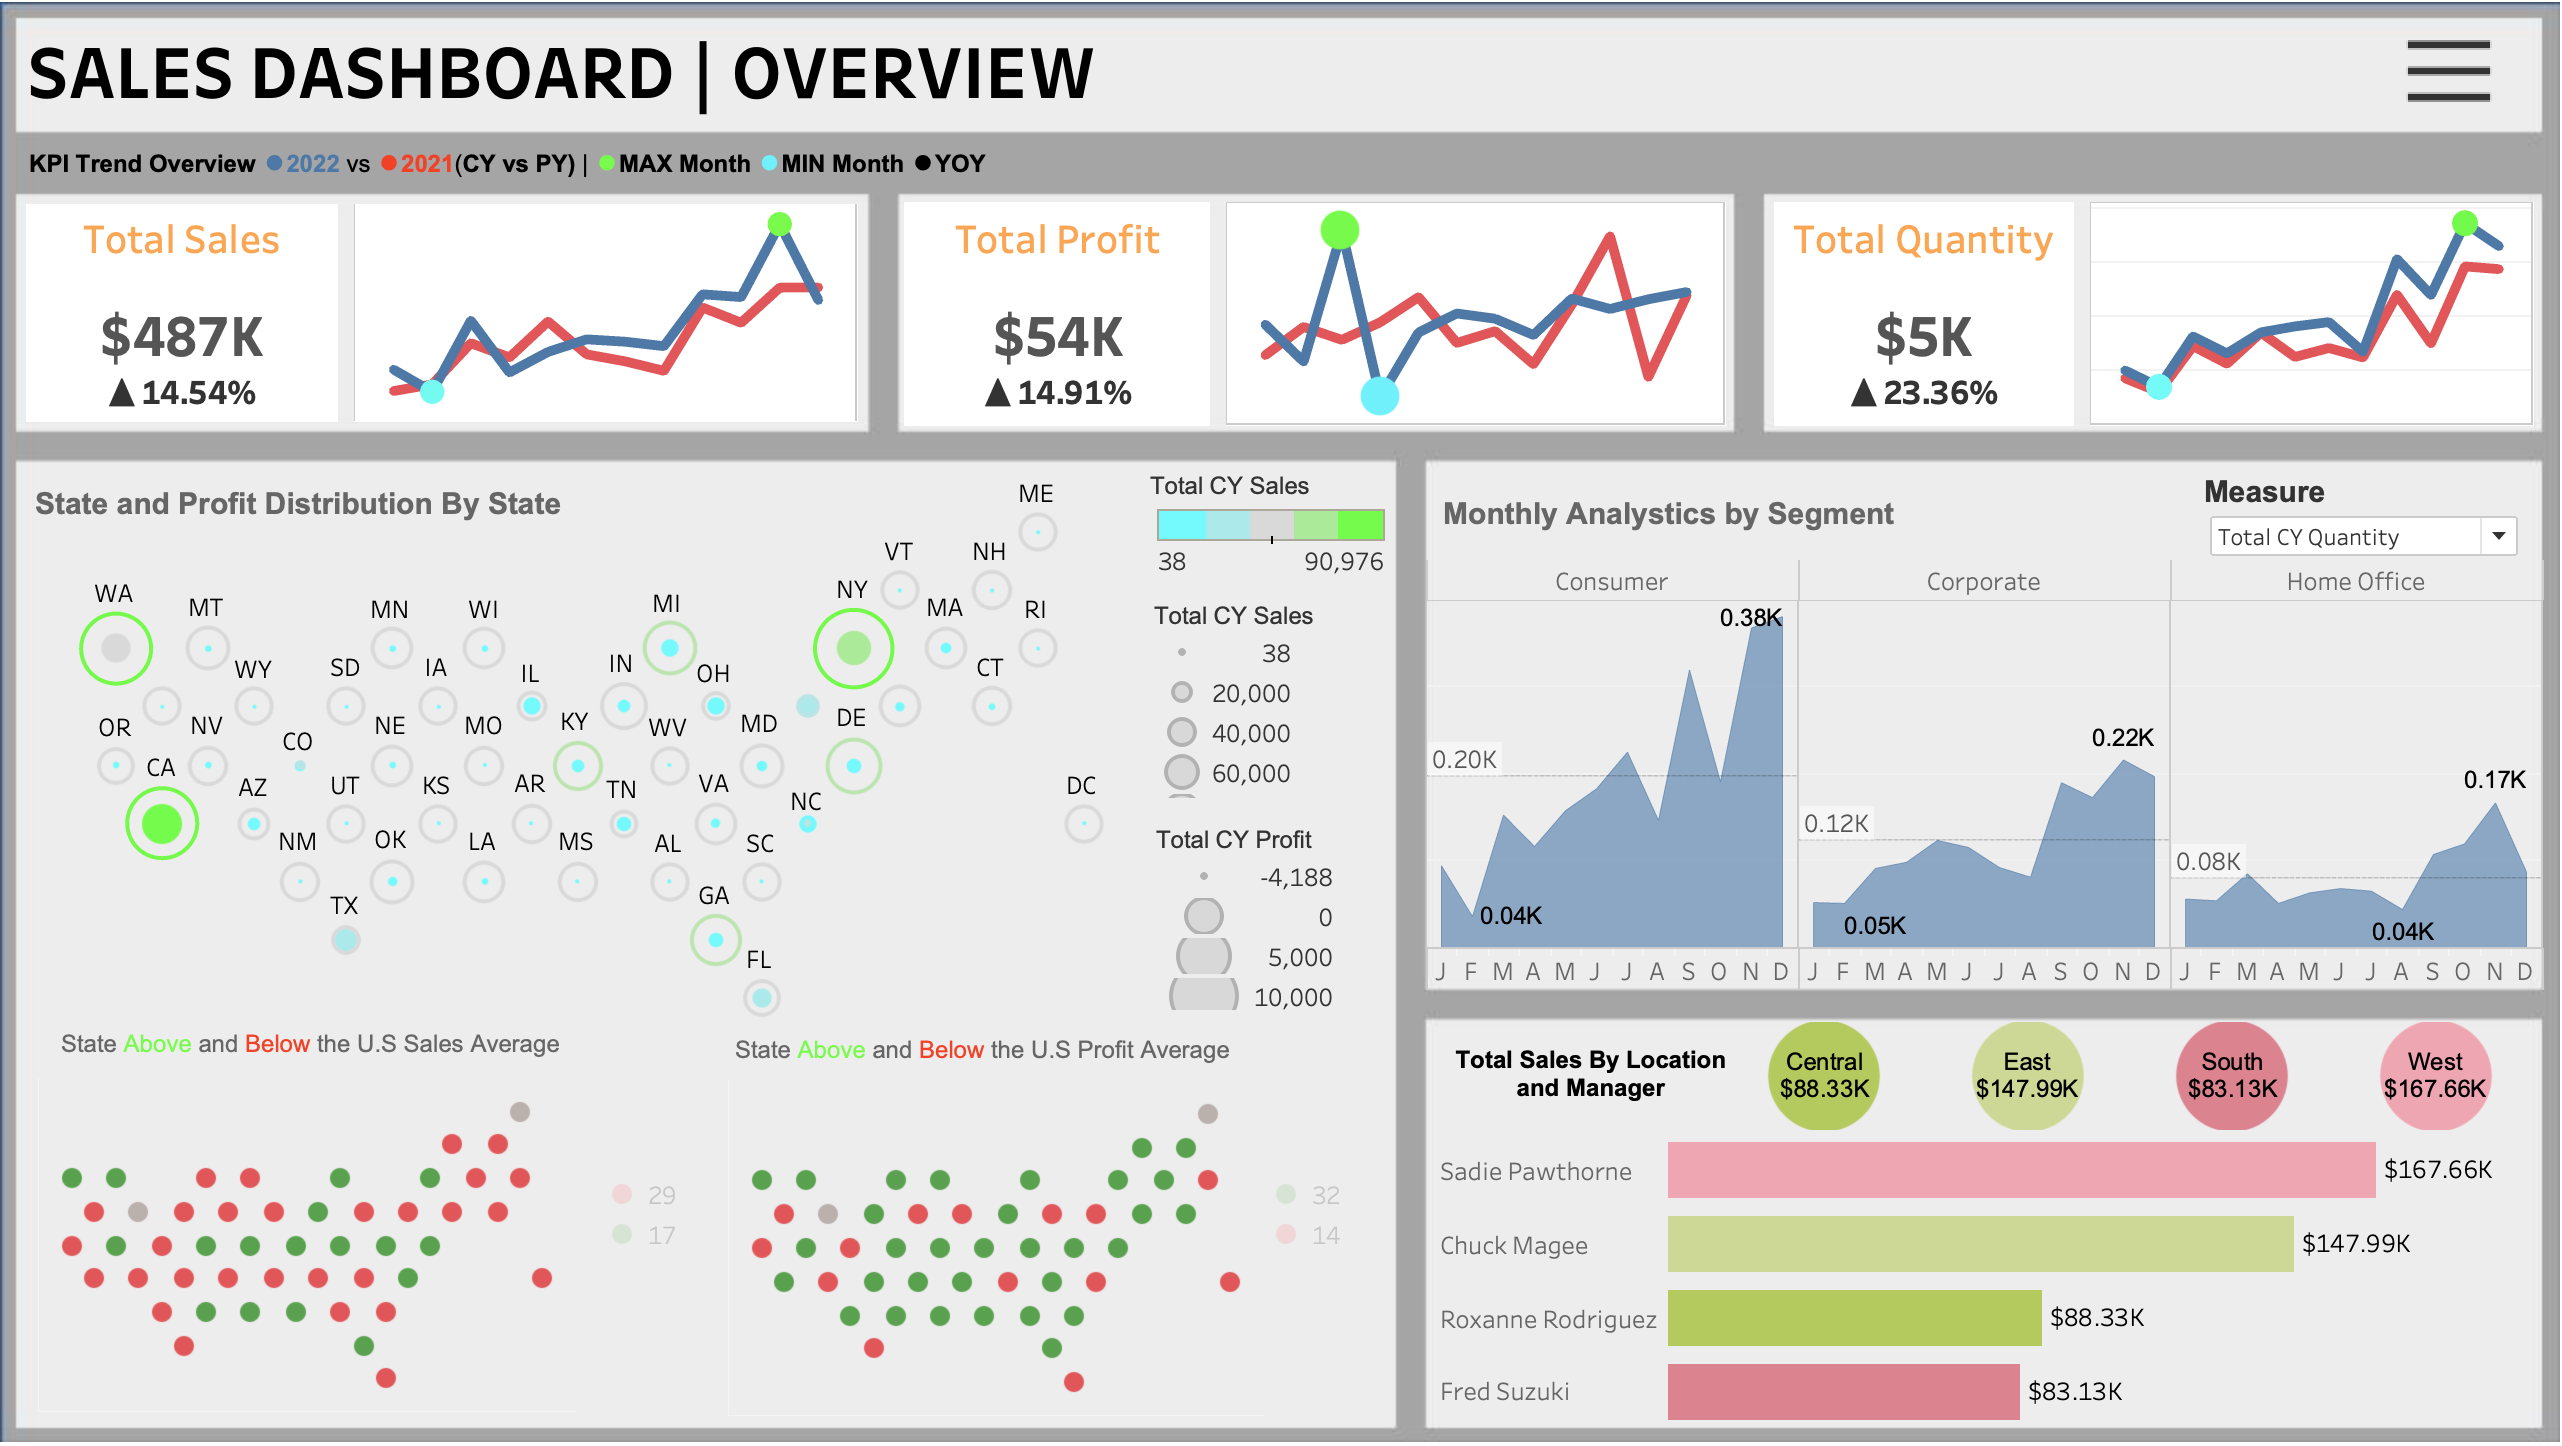 SALES DASHBOARD | OVERVIEW
KPI Trend Overview 2022 vs 2021(CY vs PY) | MAX Month MIN Month YOY
Total Sales
$487K
▲ 14.54%
Total Profit
$54K
▲ 14.91%
Total Quantity
$5K
▲ 23.36%
State and Profit Distribution By State
ME
VT NH
WA MT MN WI MI NY MA RI
WY SD IA IL IN OH CT
OR NV CO NE MO KY WV MD DE
CA AZ UT KS AR TN VA NC DC
NM OK LA MS AL SC
TX GA
FL
Total CY Sales
38 90,976
Total CY Sales
38
20,000
40,000
60,000
Total CY Profit
-4,188
0
5,000
10,000
State Above and Below the U.S Sales Average
29
17
State Above and Below the U.S Profit Average
32
14
Monthly Analystics by Segment
Measure
Total CY Quantity
Consumer Corporate Home Office
0.38K
0.20K
0.04K
0.22K
0.12K
0.05K
0.17K
0.08K
0.04K
J F M A M J J A S O N D J F M A M J J A S O N D J F M A M J J A S O N D
Total Sales By Location
and Manager
Central
$88.33K
East
$147.99K
South
$83.13K
West
$167.66K
Sadie Pawthorne $167.66K
Chuck Magee $147.99K
Roxanne Rodriguez $88.33K
Fred Suzuki $83.13K